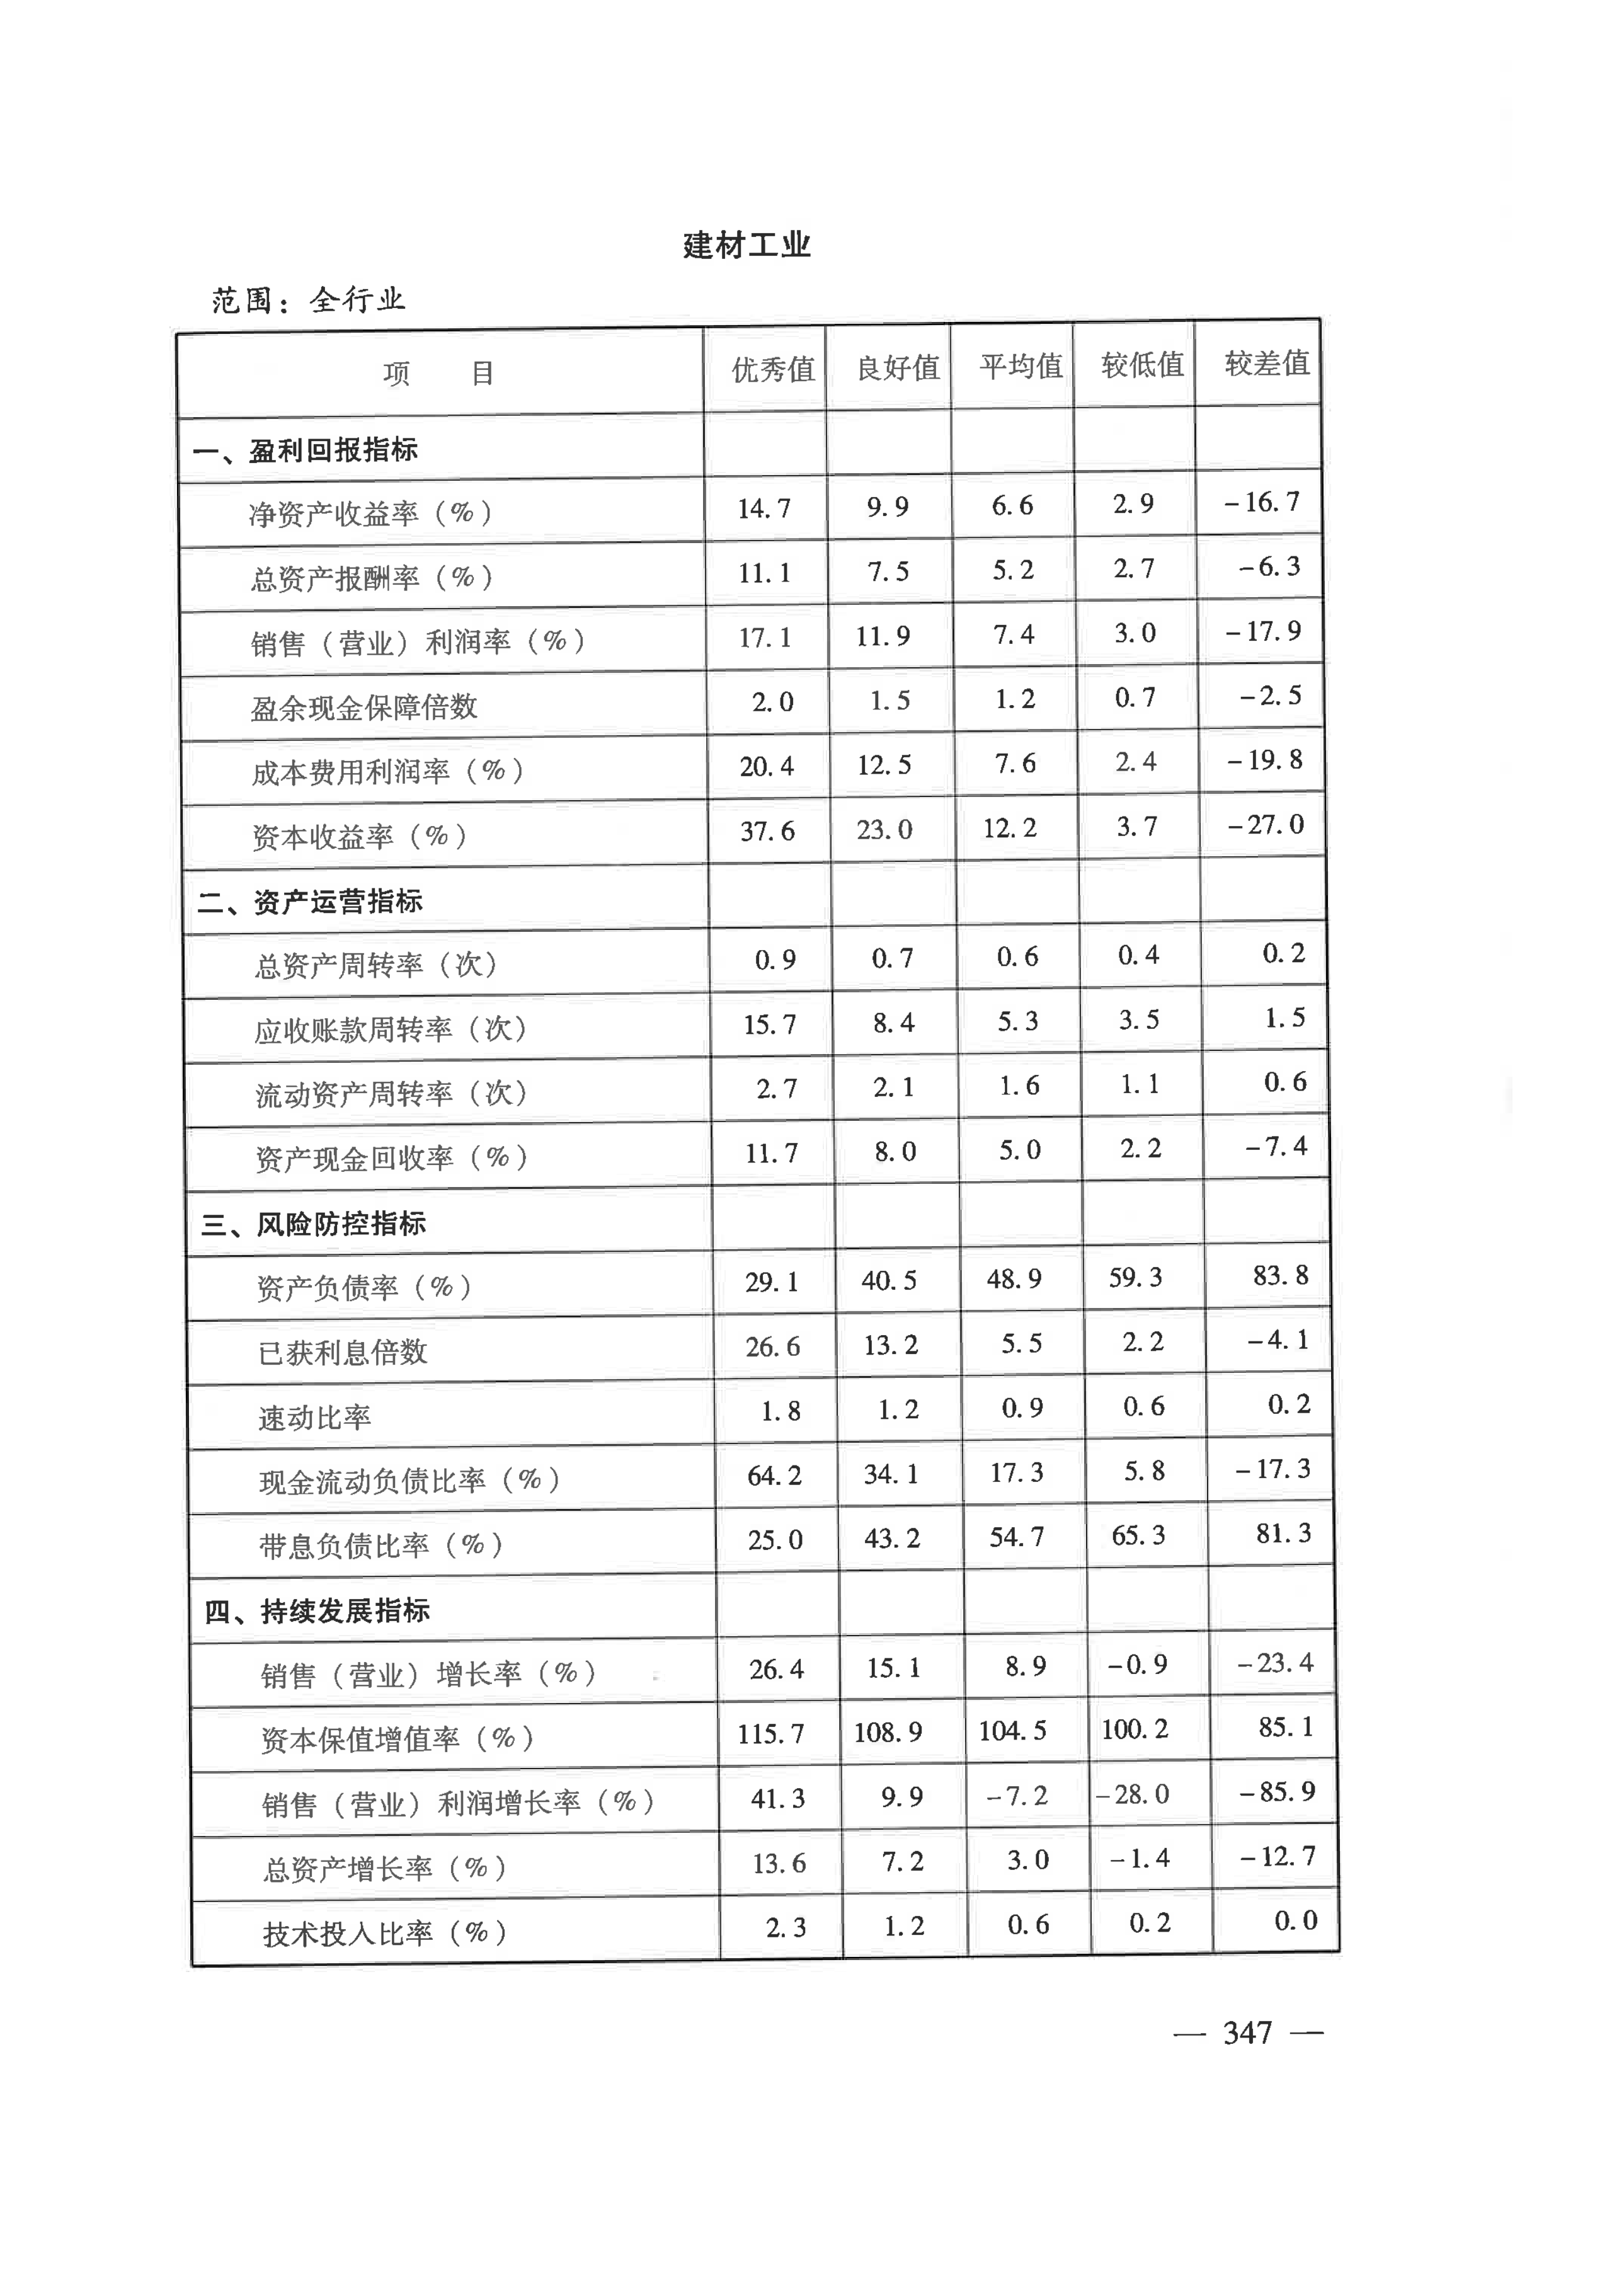 建材工业
范围：全行业
项 目 优秀值 良好值 平均值 较低值 较差值
一、盈利回报指标
净资产收益率（%） 14.7 9.9 6.6 2.9 -16.7
总资产报酬率（%） 11.1 7.5 5.2 2.7 -6.3
销售（营业）利润率（%） 17.1 11.9 7.4 3.0 -17.9
盈余现金保障倍数 2.0 1.5 1.2 0.7 -2.5
成本费用利润率（%） 20.4 12.5 7.6 2.4 -19.8
资本收益率（%） 37.6 23.0 12.2 3.7 -27.0
二、资产运营指标
总资产周转率（次） 0.9 0.7 0.6 0.4 0.2
应收账款周转率（次） 15.7 8.4 5.3 3.5 1.5
流动资产周转率（次） 2.7 2.1 1.6 1.1 0.6
资产现金回收率（%） 11.7 8.0 5.0 2.2 -7.4
三、风险防控指标
资产负债率（%） 29.1 40.5 48.9 59.3 83.8
已获利息倍数 26.6 13.2 5.5 2.2 -4.1
速动比率 1.8 1.2 0.9 0.6 0.2
现金流动负债比率（%） 64.2 34.1 17.3 5.8 -17.3
带息负债比率（%） 25.0 43.2 54.7 65.3 81.3
四、持续发展指标
销售（营业）增长率（%） 26.4 15.1 8.9 -0.9 -23.4
资本保值增值率（%） 115.7 108.9 104.5 100.2 85.1
销售（营业）利润增长率（%） 41.3 9.9 -7.2 -28.0 -85.9
总资产增长率（%） 13.6 7.2 3.0 -1.4 -12.7
技术投入比率（%） 2.3 1.2 0.6 0.2 0.0
— 347 —